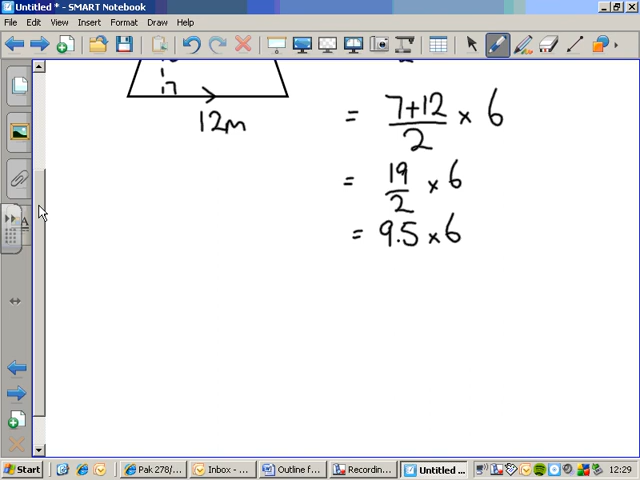 Untitled * - SMART Notebook
File Edit View Insert Format Draw Help
12m
= 7+12/2 × 6
= 19/2 × 6
= 9.5 × 6
Start
Pak 278/...
Inbox - ...
Outline f...
Recordin...
Untitled ...
12:29